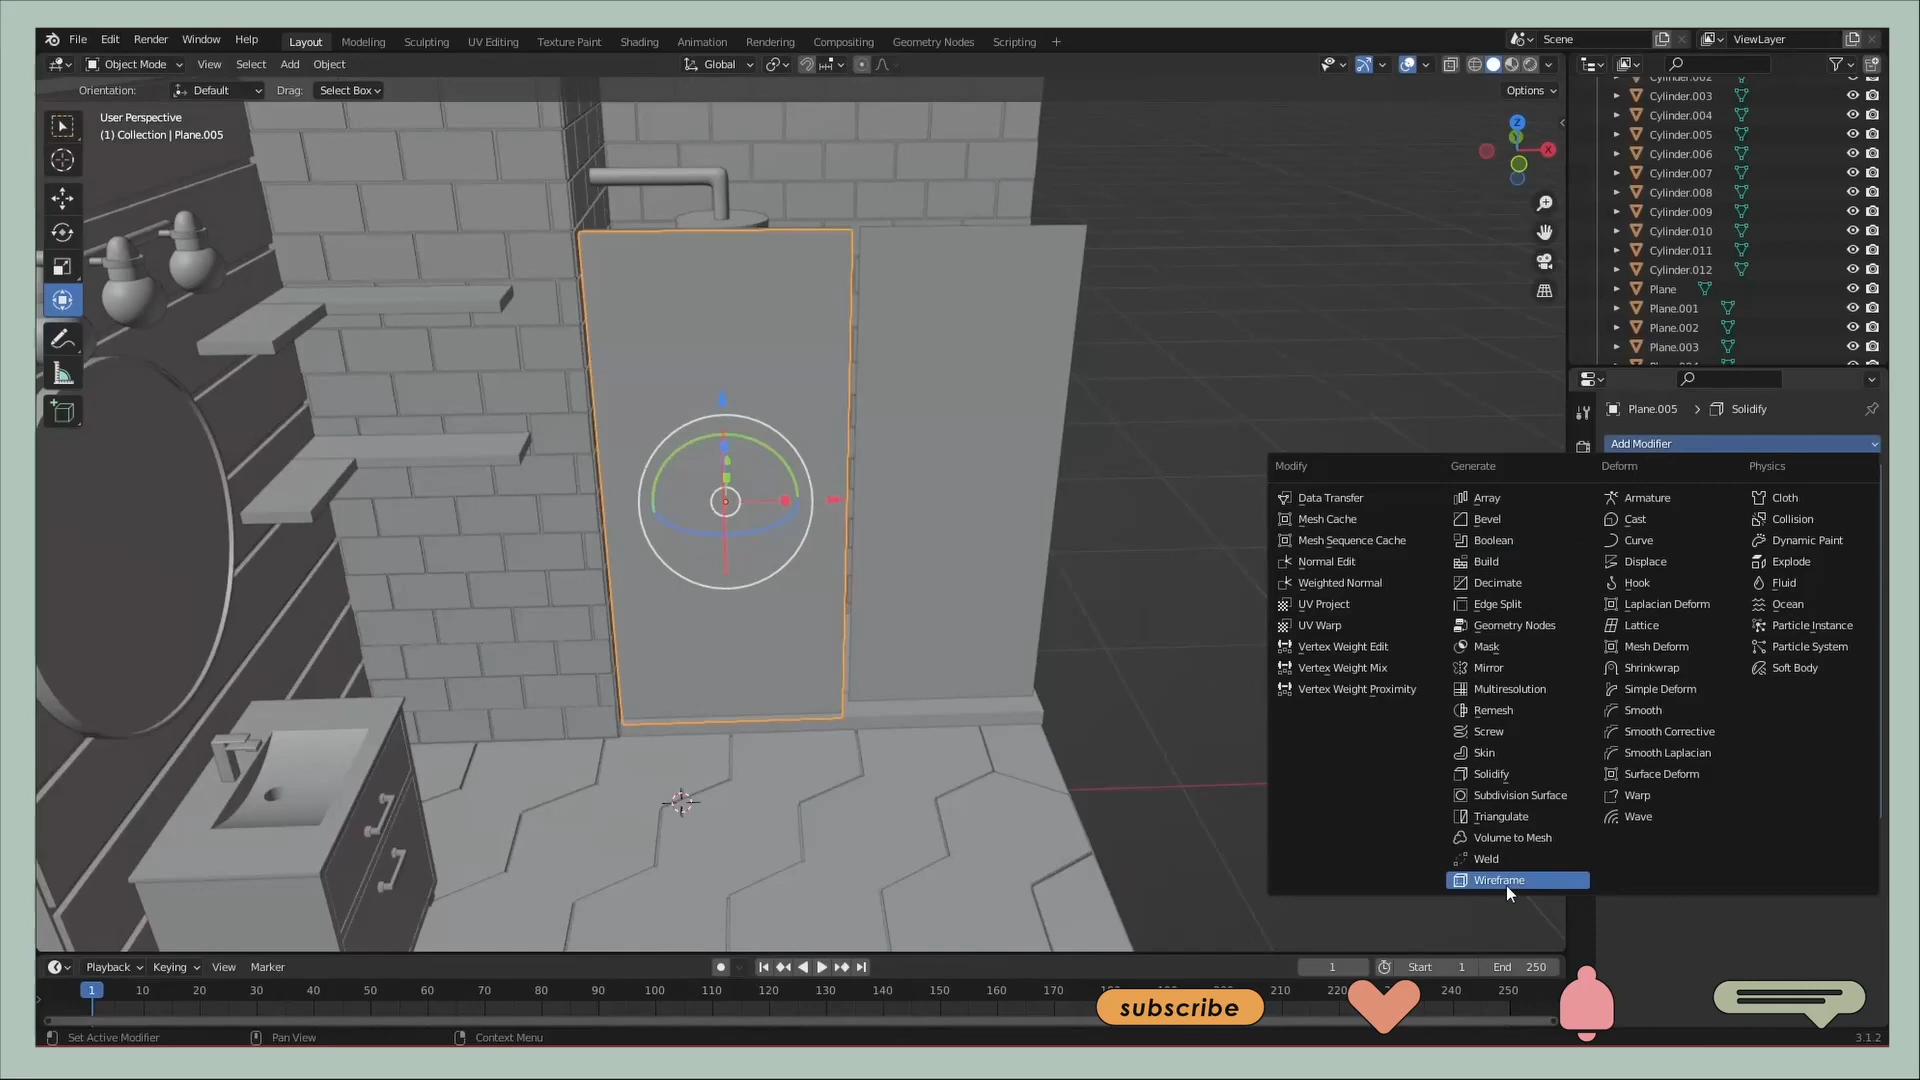 File Edit Render Window Help
Layout Modeling Sculpting UV Editing Texture Paint Shading Animation Rendering Compositing Geometry Nodes Scripting +
Scene
ViewLayer
Object Mode View Select Add Object
Global
Orientation: Default Drag: Select Box
Options
User Perspective
(1) Collection | Plane.005
Z
Y
X
Cylinder.002
Cylinder.003
Cylinder.004
Cylinder.005
Cylinder.006
Cylinder.007
Cylinder.008
Cylinder.009
Cylinder.010
Cylinder.011
Cylinder.012
Plane
Plane.001
Plane.002
Plane.003
Plane.005 > Solidify
Add Modifier
Modify
Data Transfer
Mesh Cache
Mesh Sequence Cache
Normal Edit
Weighted Normal
UV Project
UV Warp
Vertex Weight Edit
Vertex Weight Mix
Vertex Weight Proximity
Generate
Array
Bevel
Boolean
Build
Decimate
Edge Split
Geometry Nodes
Mask
Mirror
Multiresolution
Remesh
Screw
Skin
Solidify
Subdivision Surface
Triangulate
Volume to Mesh
Weld
Wireframe
Deform
Armature
Cast
Curve
Displace
Hook
Laplacian Deform
Lattice
Mesh Deform
Shrinkwrap
Simple Deform
Smooth
Smooth Corrective
Smooth Laplacian
Surface Deform
Warp
Wave
Physics
Cloth
Collision
Dynamic Paint
Explode
Fluid
Ocean
Particle Instance
Particle System
Soft Body
Playback Keying View Marker
1 Start 1 End 250
1 10 20 30 40 50 60 70 80 90 100 110 120 130 140 150 160 170 180 190 200 210 220 240 250
subscribe
Set Active Modifier Pan View Context Menu 3.1.2